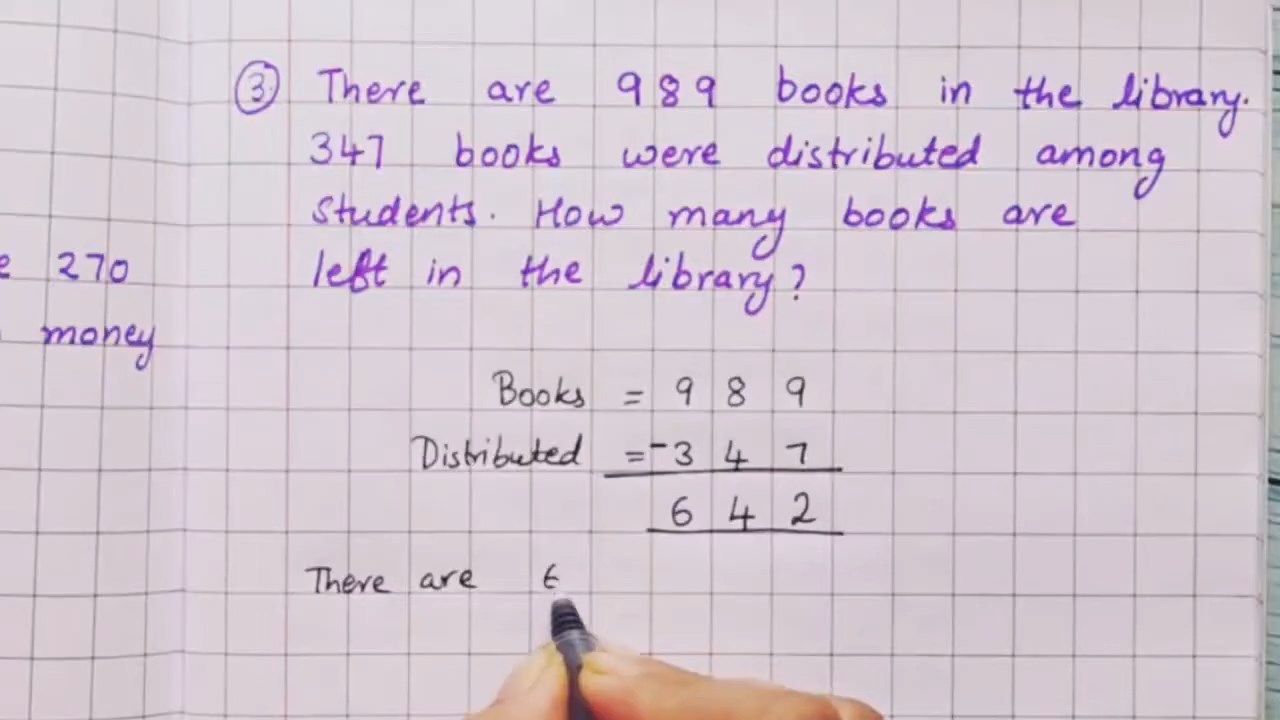 ③ There are 989 books in the library.
347 books were distributed among
students. How many books are
left in the library?
270
money
Books = 9 8 9
Distributed = - 3 4 7
6 4 2
There are